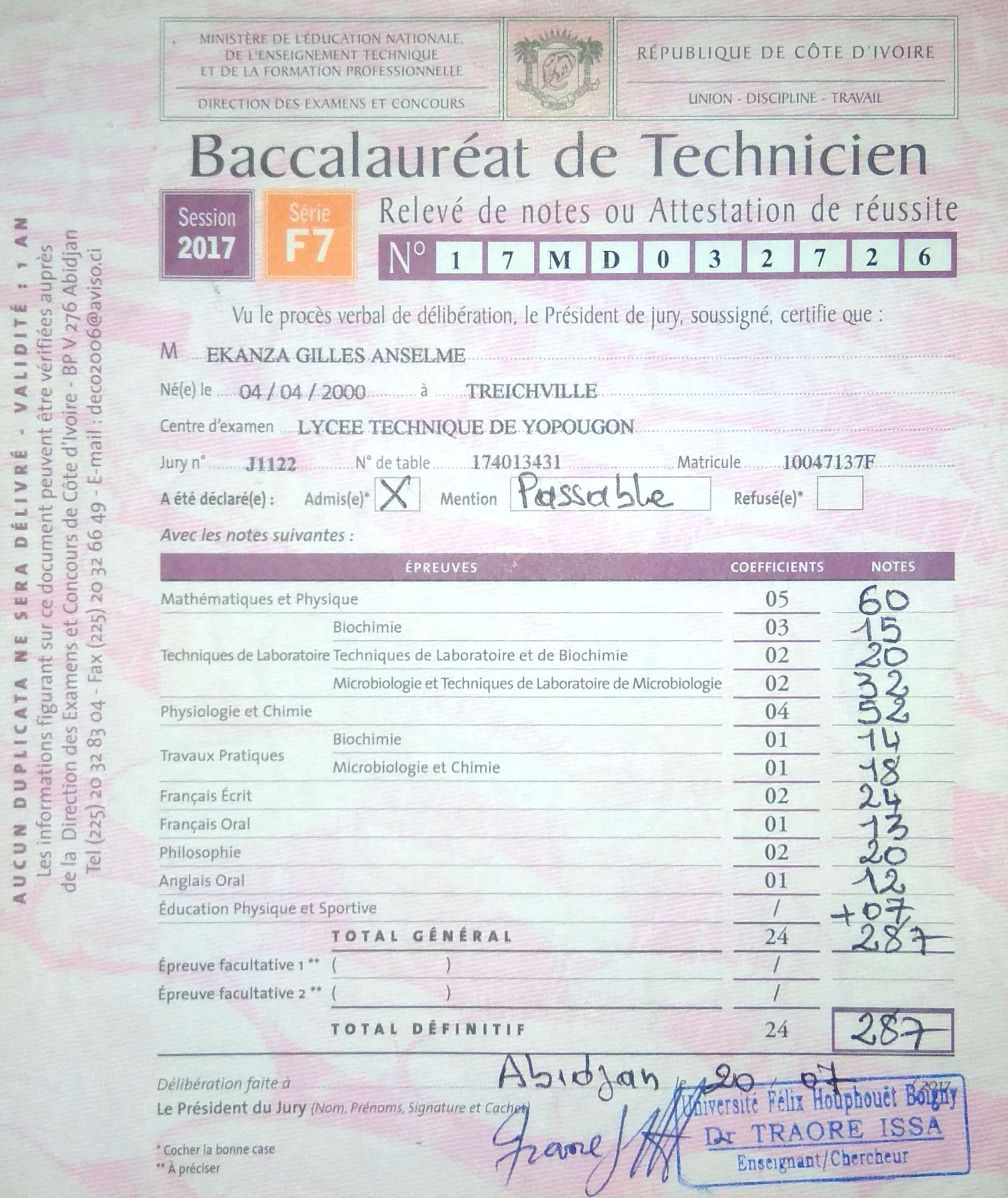 MINISTÈRE DE L'ÉDUCATION NATIONALE,
DE L'ENSEIGNEMENT TECHNIQUE
ET DE LA FORMATION PROFESSIONNELLE
DIRECTION DES EXAMENS ET CONCOURS
RÉPUBLIQUE DE CÔTE D'IVOIRE
UNION - DISCIPLINE - TRAVAIL
Baccalauréat de Technicien
Session 2017
Série F7
Relevé de notes ou Attestation de réussite
N° 1 7 M D 0 3 2 7 2 6
Vu le procès verbal de délibération, le Président de jury, soussigné, certifie que :
M EKANZA GILLES ANSELME
Né(e) le 04 / 04 / 2000 à TREICHVILLE
Centre d'examen LYCEE TECHNIQUE DE YOPOUGON
Jury n° J1122 N° de table 174013431 Matricule 10047137F
A été déclaré(e) : Admis(e)* X Mention Passable Refusé(e)*
Avec les notes suivantes :
ÉPREUVES COEFFICIENTS NOTES
Mathématiques et Physique 05 60
Biochimie 03 15
Techniques de Laboratoire Techniques de Laboratoire et de Biochimie 02 20
Microbiologie et Techniques de Laboratoire de Microbiologie 02 32
Physiologie et Chimie 04 52
Travaux Pratiques
Biochimie 01 14
Microbiologie et Chimie 01 18
Français Écrit 02 24
Français Oral 01 13
Philosophie 02 20
Anglais Oral 01 12
Éducation Physique et Sportive / +07
TOTAL GÉNÉRAL 24 287
Épreuve facultative 1 ** ( ) /
Épreuve facultative 2 ** ( ) /
TOTAL DÉFINITIF 24 287
Délibération faite à Abidjan, le 20 07 2017
Le Président du Jury (Nom, Prénoms, Signature et Cachet)
Université Félix Houphouët Boigny
Dr TRAORE ISSA
Enseignant/Chercheur
* Cocher la bonne case
** À préciser
AUCUN DUPLICATA NE SERA DÉLIVRÉ - VALIDITÉ : 1 AN
Les informations figurant sur ce document peuvent être vérifiées auprès
de la Direction des Examens et Concours de Côte d'Ivoire - BP V 276 Abidjan
Tel (225) 20 32 83 04 - Fax (225) 20 32 66 49 - E-mail : deco2006@aviso.ci